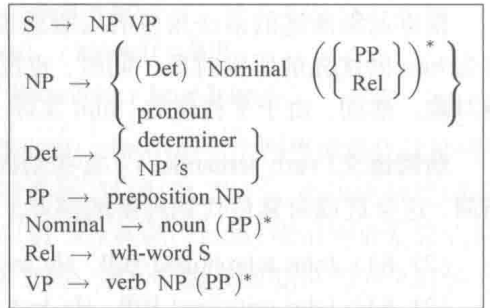 S → NP VP
NP → { (Det) Nominal ({ PP Rel })* pronoun }
Det → { determiner NP's }
PP → preposition NP
Nominal → noun (PP)*
Rel → wh-word S
VP → verb NP (PP)*